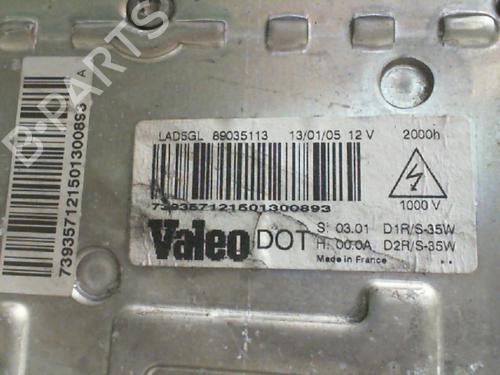 B-PARTS
A
739357121501300893
LAD5GL 89035113 13/01/05 12 V 2000h
739357121501300893
1000 V
Valeo DOT
S: 03.01 D1R/S-35W
H: 00.0A D2R/S-35W
Made in France